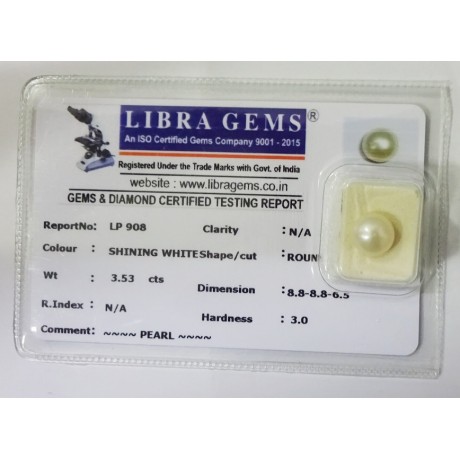 LIBRA GEMS®
An ISO Certified Gems Company 9001 - 2015
Registered Under the Trade Marks with Govt. of India
website : www.libragems.co.in
GEMS & DIAMOND CERTIFIED TESTING REPORT
ReportNo: LP 908 Clarity : N/A
Colour : SHINING WHITE Shape/cut : ROUN
Wt : 3.53 cts Dimension : 8.8-8.8-6.5
R.Index : N/A Hardness : 3.0
Comment: ~~~~ PEARL ~~~~